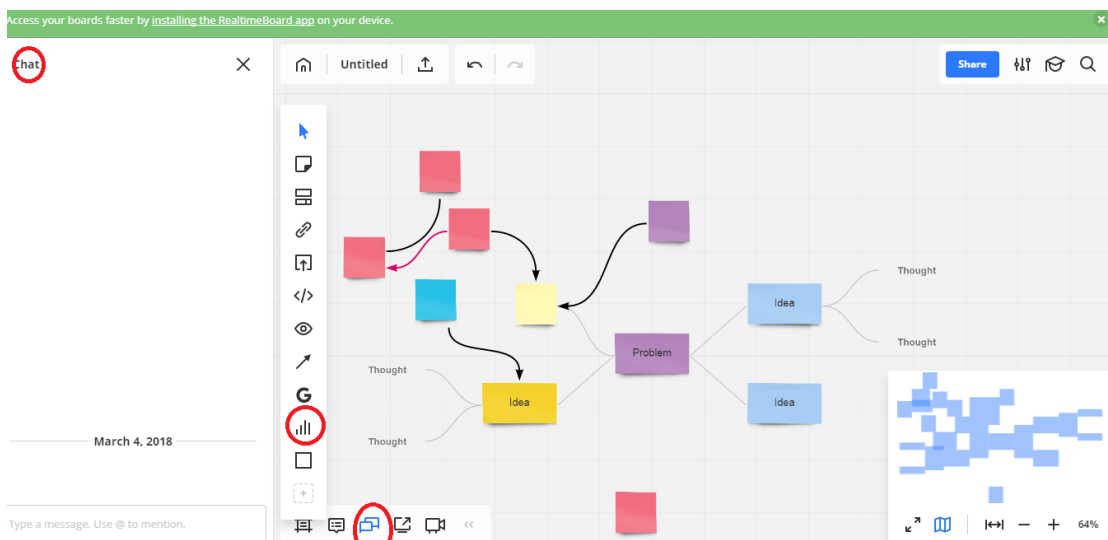 Access your boards faster by installing the RealtimeBoard app on your device.
Chat
Untitled
Share
Thought
Idea
Thought
Problem
Thought
Idea
Idea
Thought
March 4, 2018
Type a message. Use @ to mention.
64%